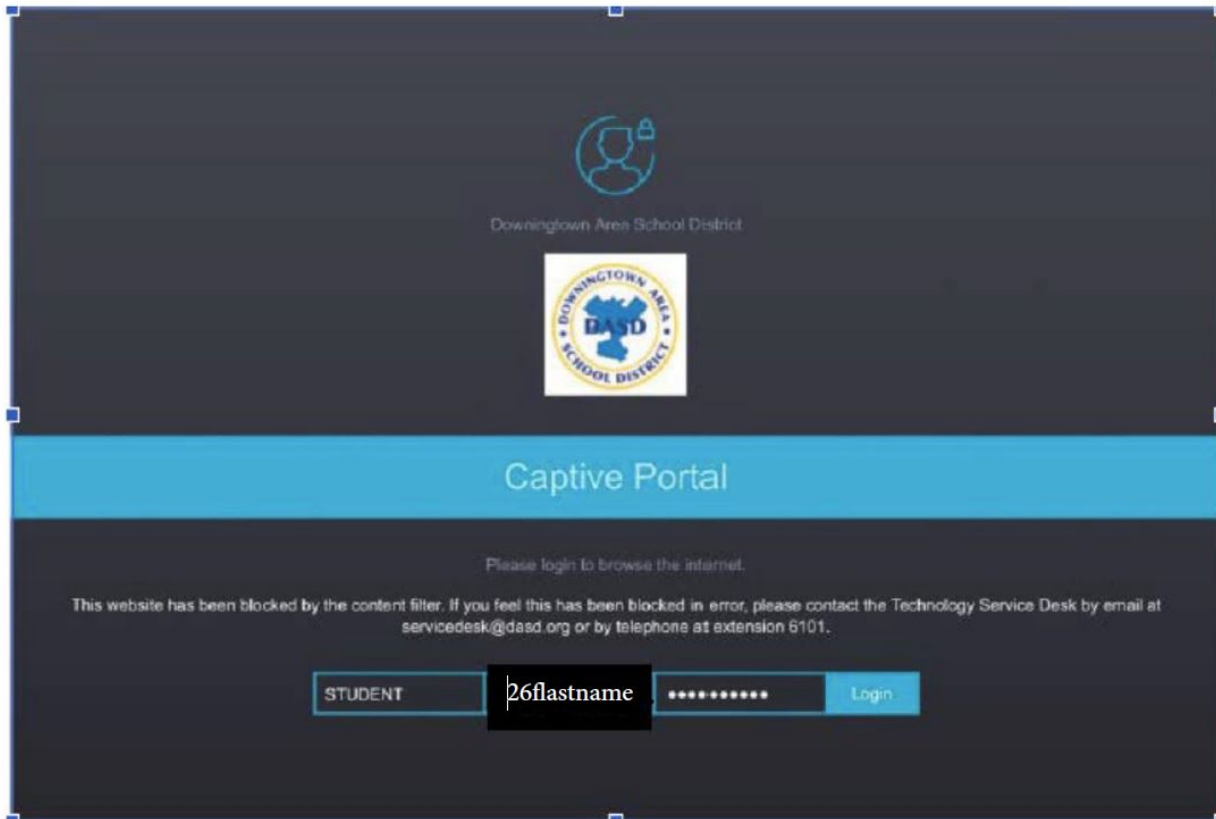 Downingtown Area School District
DOWNINGTOWN AREA
DASD
SCHOOL DISTRICT
Captive Portal
Please login to browse the internet.
This website has been blocked by the content filter. If you feel this has been blocked in error, please contact the Technology Service Desk by email at
servicedesk@dasd.org or by telephone at extension 6101.
STUDENT 26flastname •••••••••• Login